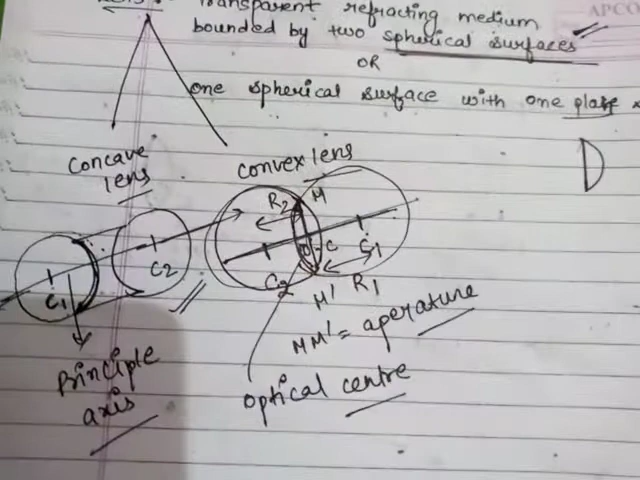 Transparent refracting medium
bounded by two spherical surfaces
OR
one spherical surface with one plane
APCO
Concave
lens
Convex lens
R2
M
C2
C1
O.C
C1
C2
M'
R1
MM' = aperature
Principle
axis
optical centre